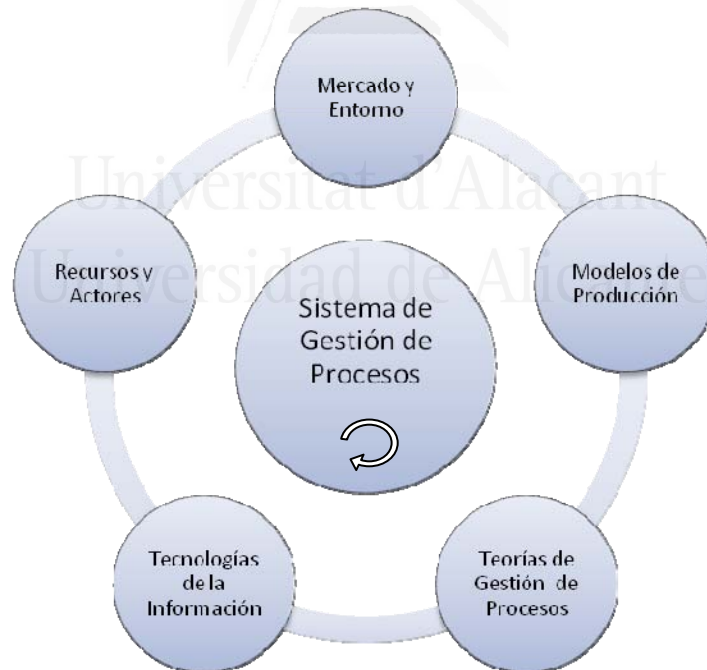 Mercado y
Entorno
Universitat d'Alacant
Universidad de Alicante
Recursos y
Actores
Modelos de
Producción
Sistema de
Gestión de
Procesos
Tecnologías
de la
Información
Teorías de
Gestión de
Procesos